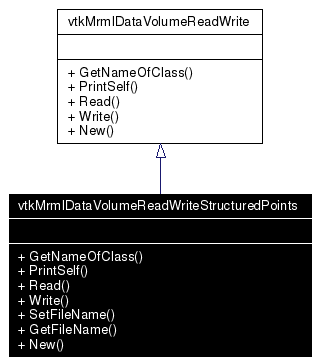 vtkMrmlDataVolumeReadWrite
+ GetNameOfClass()
+ PrintSelf()
+ Read()
+ Write()
+ New()
vtkMrmlDataVolumeReadWriteStructuredPoints
+ GetNameOfClass()
+ PrintSelf()
+ Read()
+ Write()
+ SetFileName()
+ GetFileName()
+ New()